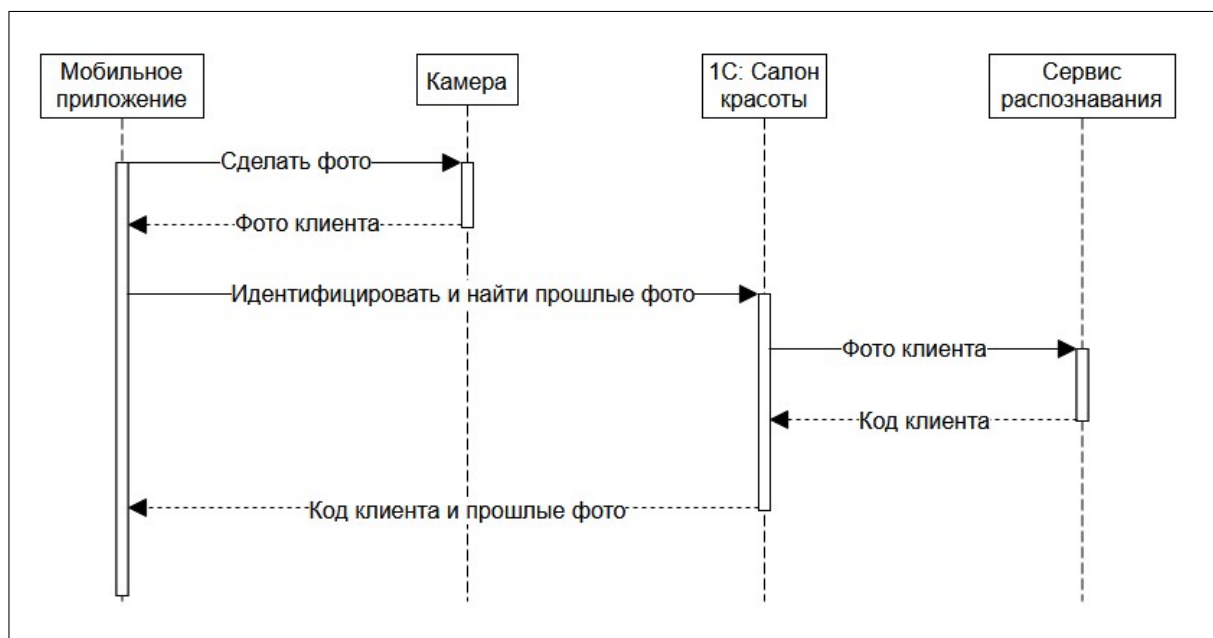 Мобильное
приложение
Камера
1С: Салон
красоты
Сервис
распознавания
Сделать фото
Фото клиента
Идентифицировать и найти прошлые фото
Фото клиента
Код клиента
Код клиента и прошлые фото